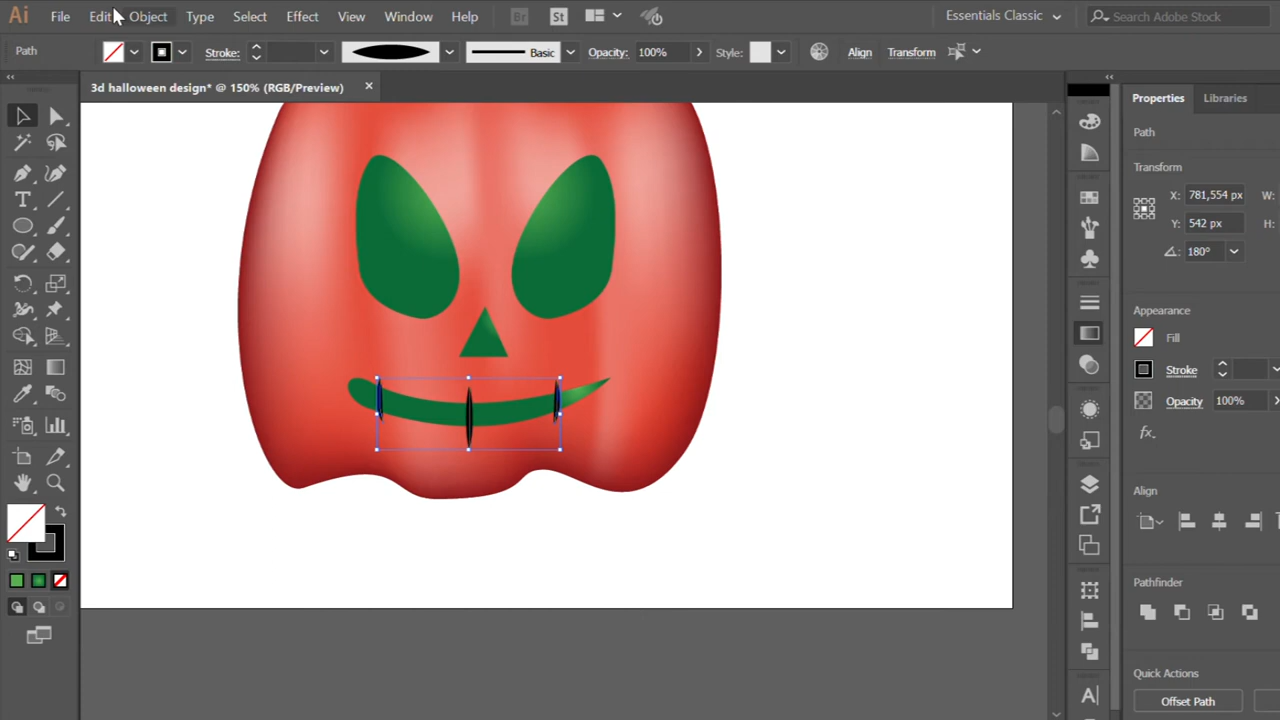 Ai File Edit Object Type Select Effect View Window Help Br St Essentials Classic Search Adobe Stock
Path Stroke: Basic Opacity: 100% Style: Align Transform
3d halloween design* @ 150% (RGB/Preview) ×
Properties Libraries
Path
Transform
X: 781,554 px W:
Y: 542 px H:
180°
Appearance
Fill
Stroke
Opacity 100%
fx
Align
Pathfinder
Quick Actions
Offset Path
T
A